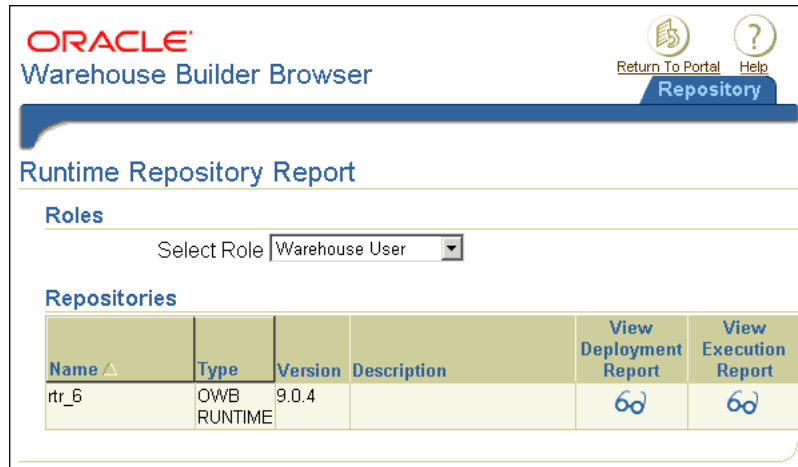 ORACLE
Warehouse Builder Browser
Return To Portal
Help
?
Repository
Runtime Repository Report
Roles
Select Role
Warehouse User
Repositories
Name
Type
Version
Description
View
Deployment
Report
View
Execution
Report
rtr_6
OWB
RUNTIME
9.0.4